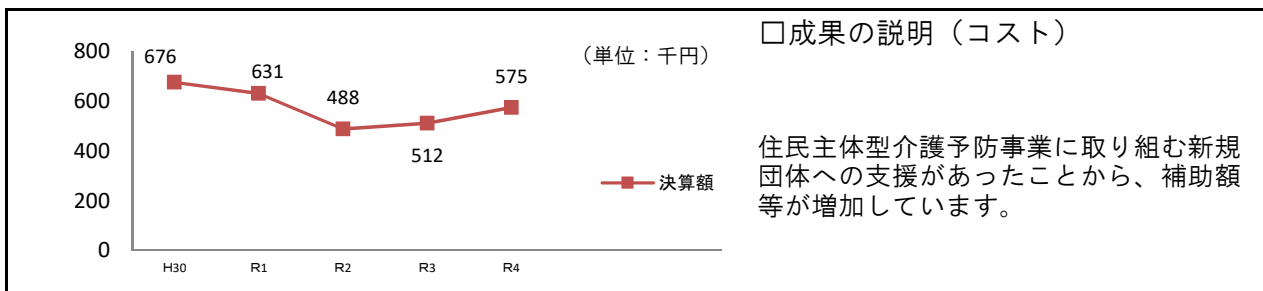 800
600
400
200
0
676
631
488
512
575
(単位：千円)
決算額
H30
R1
R2
R3
R4
□成果の説明（コスト）
住民主体型介護予防事業に取り組む新規
団体への支援があったことから、補助額
等が増加しています。